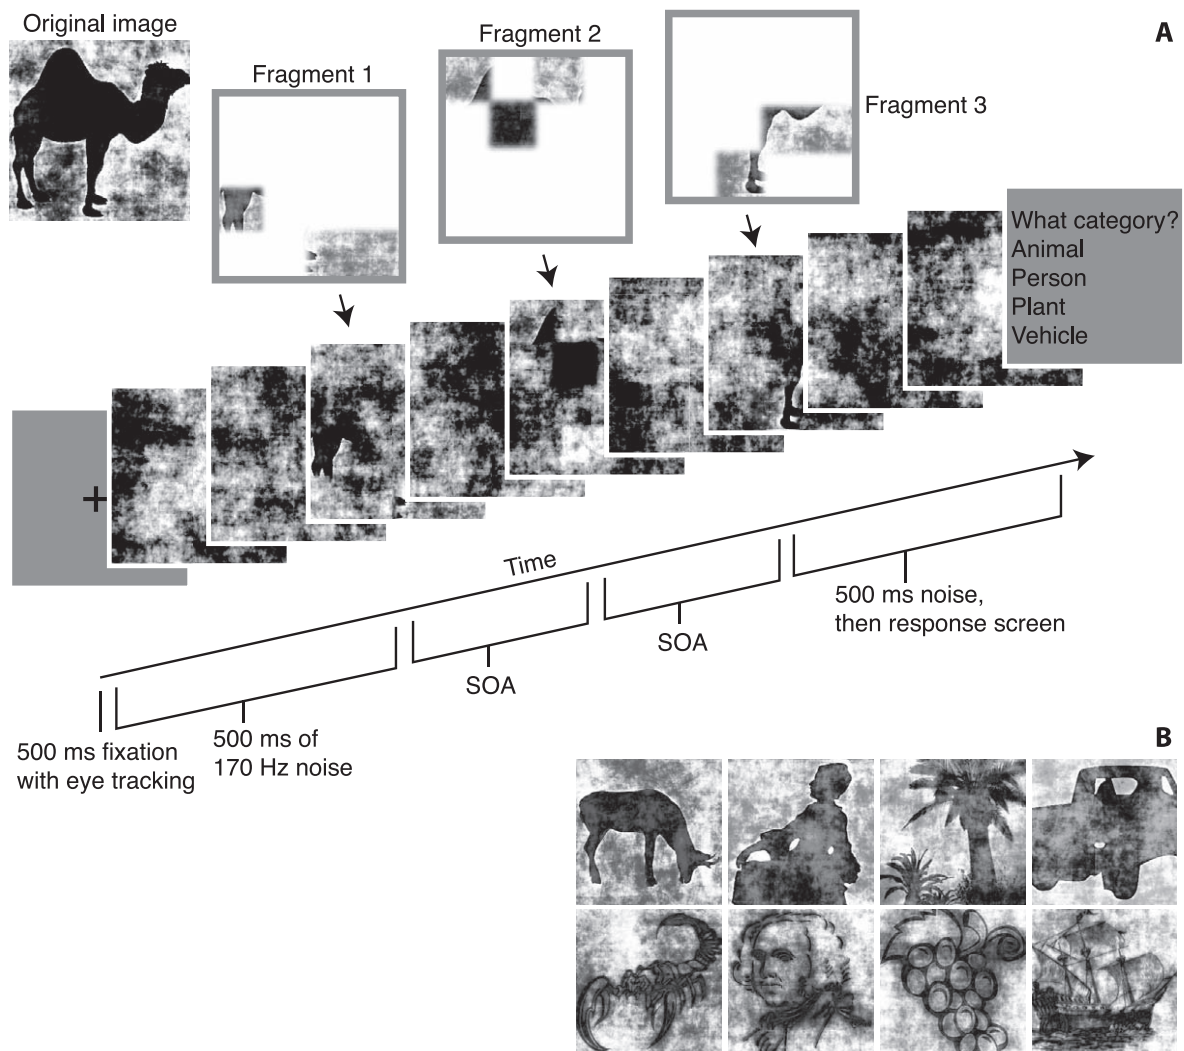 Original image
Fragment 1
Fragment 2
Fragment 3
A
What category?
Animal
Person
Plant
Vehicle
+
Time
500 ms fixation
with eye tracking
500 ms of
170 Hz noise
SOA
SOA
500 ms noise,
then response screen
B